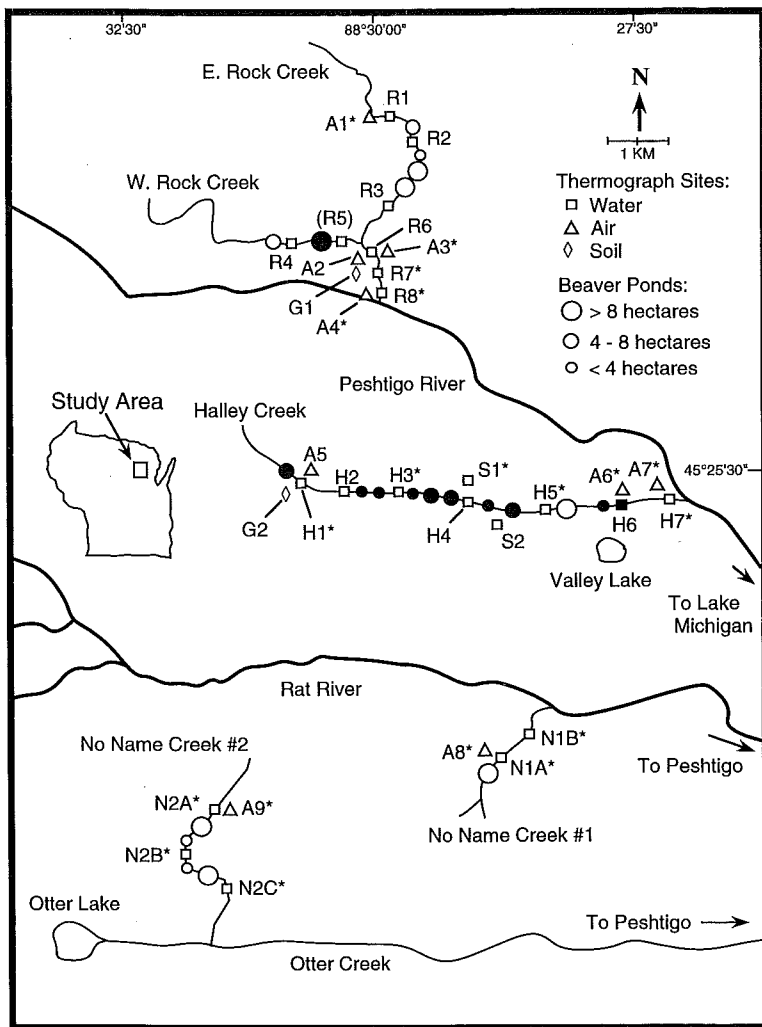 32'30"
88°30'00"
27'30"
E. Rock Creek
N
R1
A1*
R2
1 KM
W. Rock Creek
R3
Thermograph Sites:
Water
Air
Soil
(R5)
R6
R4
A2
A3*
R7*
G1
R8*
A4*
Beaver Ponds:
> 8 hectares
4 - 8 hectares
< 4 hectares
Peshtigo River
Study Area
Halley Creek
A5
H2
H3*
S1*
H5*
A6*
A7*
45°25'30"
G2
H1*
H4
S2
H6
H7*
Valley Lake
To Lake
Michigan
Rat River
No Name Creek #2
A8*
N1B*
N1A*
To Peshtigo
N2A*
A9*
No Name Creek #1
N2B*
N2C*
Otter Lake
To Peshtigo
Otter Creek